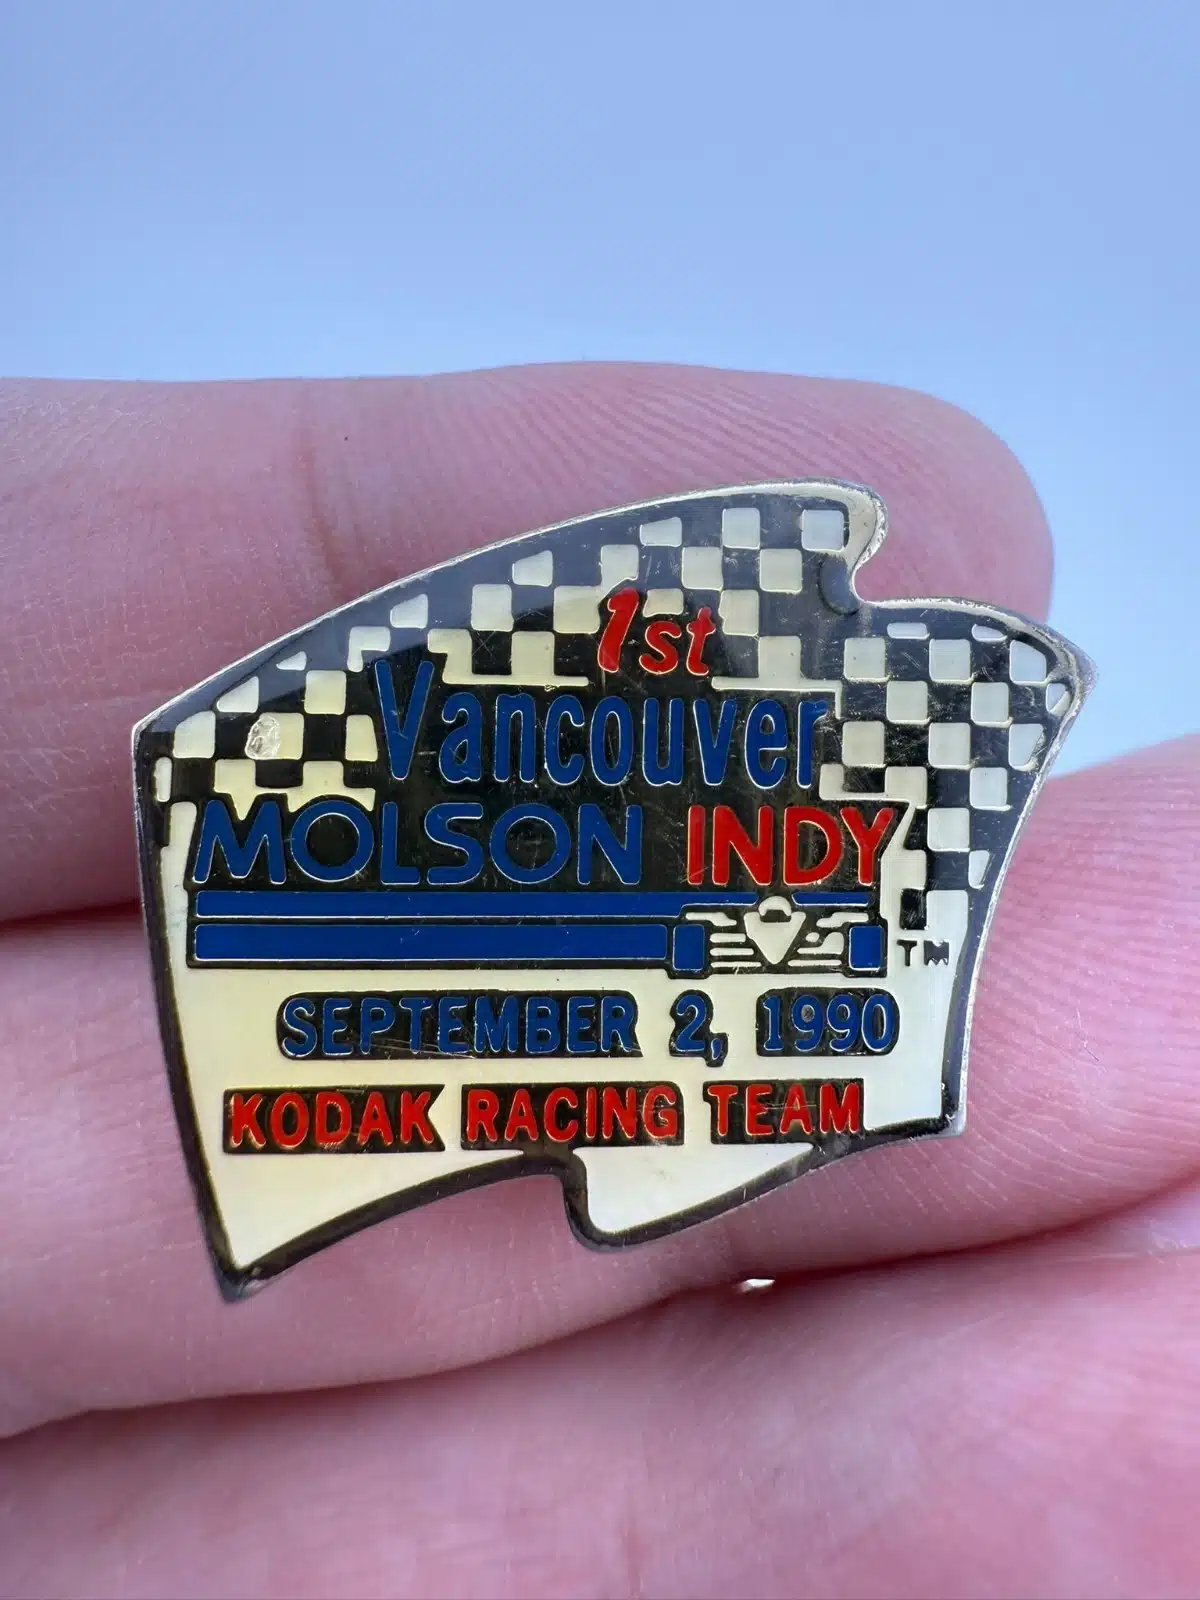 1st
Vancouver
MOLSON INDY
TM
SEPTEMBER 2, 1990
KODAK RACING TEAM